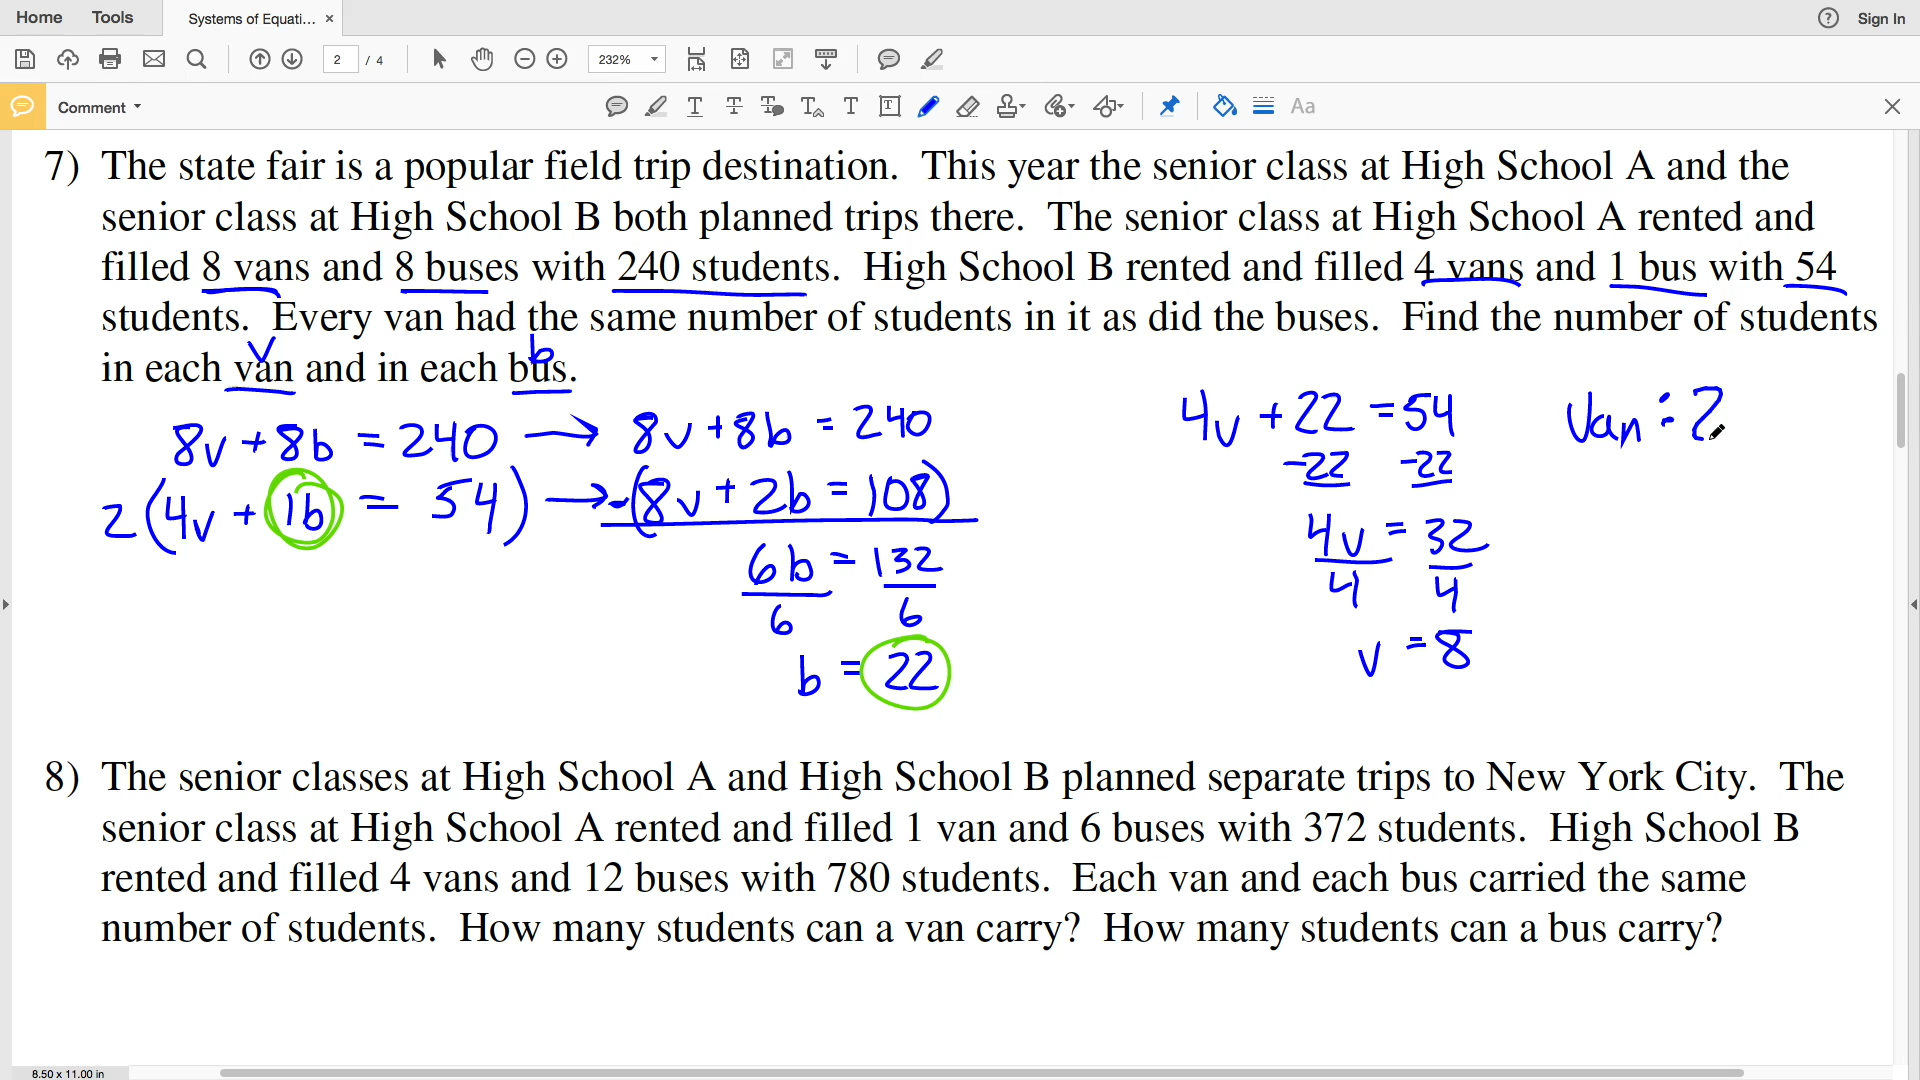 Home Tools Systems of Equati... × Sign In
2 / 4 232%
Comment Aa
7) The state fair is a popular field trip destination. This year the senior class at High School A and the
senior class at High School B both planned trips there. The senior class at High School A rented and
filled 8 vans and 8 buses with 240 students. High School B rented and filled 4 vans and 1 bus with 54
students. Every van had the same number of students in it as did the buses. Find the number of students
v b
in each van and in each bus.
8v + 8b = 240 → 8v + 8b = 240
2(4v + 1b = 54) → -(8v + 2b = 108)
6b = 132
6 6
b = 22
4v + 22 = 54
-22 -22
4v = 32
4 4
v = 8
Van : 2
8) The senior classes at High School A and High School B planned separate trips to New York City. The
senior class at High School A rented and filled 1 van and 6 buses with 372 students. High School B
rented and filled 4 vans and 12 buses with 780 students. Each van and each bus carried the same
number of students. How many students can a van carry? How many students can a bus carry?
8.50 x 11.00 in